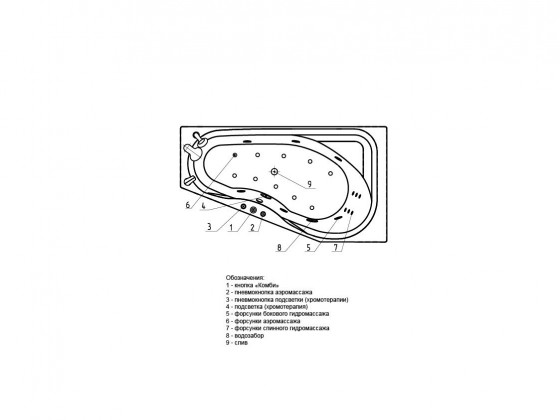 9
6
4
3
1
2
8
5
7
Обозначения:
1 - кнопка «Комби»
2 - пневмокнопка аэромассажа
3 - пневмокнопка подсветки (хромотерапии)
4 - подсветка (хромотерапия)
5 - форсунки бокового гидромассажа
6 - форсунки аэромассажа
7 - форсунки спинного гидромассажа
8 - водозабор
9 - слив